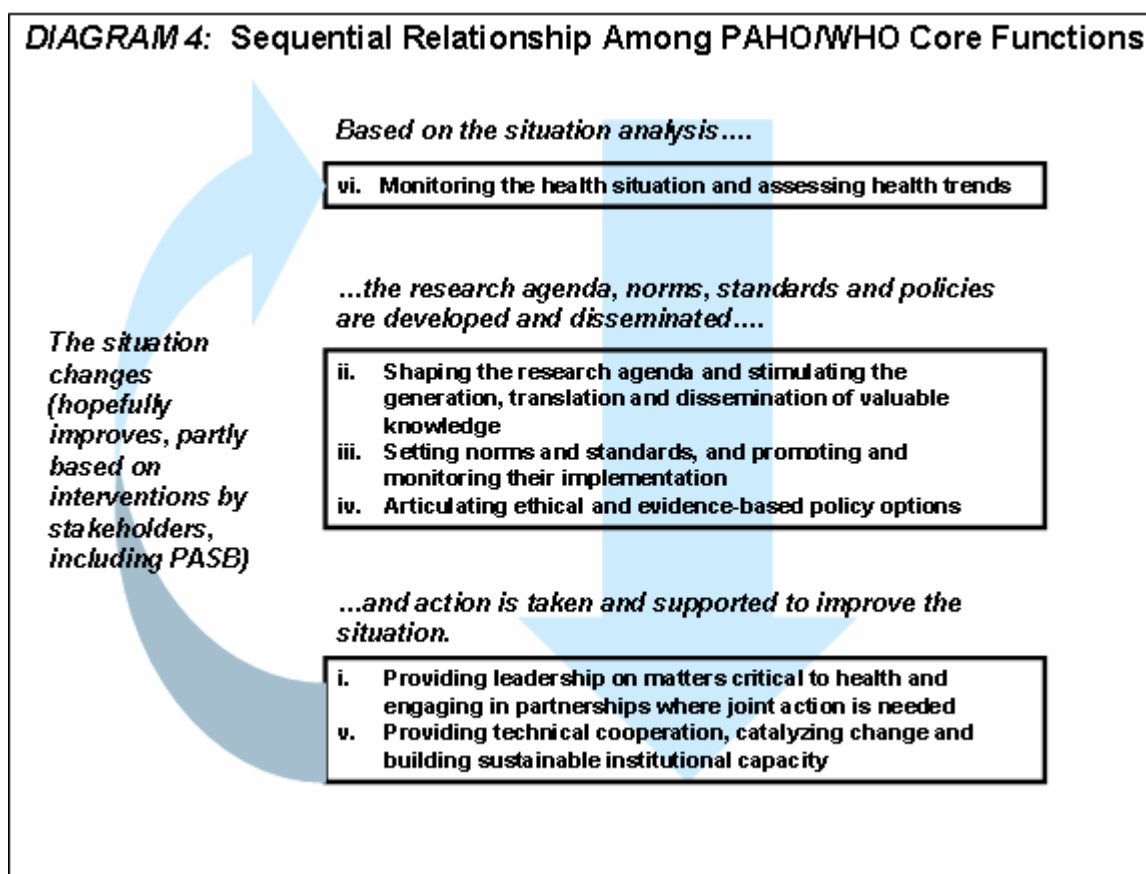 DIAGRAM 4: Sequential Relationship Among PAHO/WHO Core Functions
Based on the situation analysis....
vi. Monitoring the health situation and assessing health trends
...the research agenda, norms, standards and policies
are developed and disseminated....
The situation
changes
(hopefully
improves, partly
based on
interventions by
stakeholders,
including PASB)
ii. Shaping the research agenda and stimulating the
generation, translation and dissemination of valuable
knowledge
iii. Setting norms and standards, and promoting and
monitoring their implementation
iv. Articulating ethical and evidence-based policy options
...and action is taken and supported to improve the
situation.
i. Providing leadership on matters critical to health and
engaging in partnerships where joint action is needed
v. Providing technical cooperation, catalyzing change and
building sustainable institutional capacity